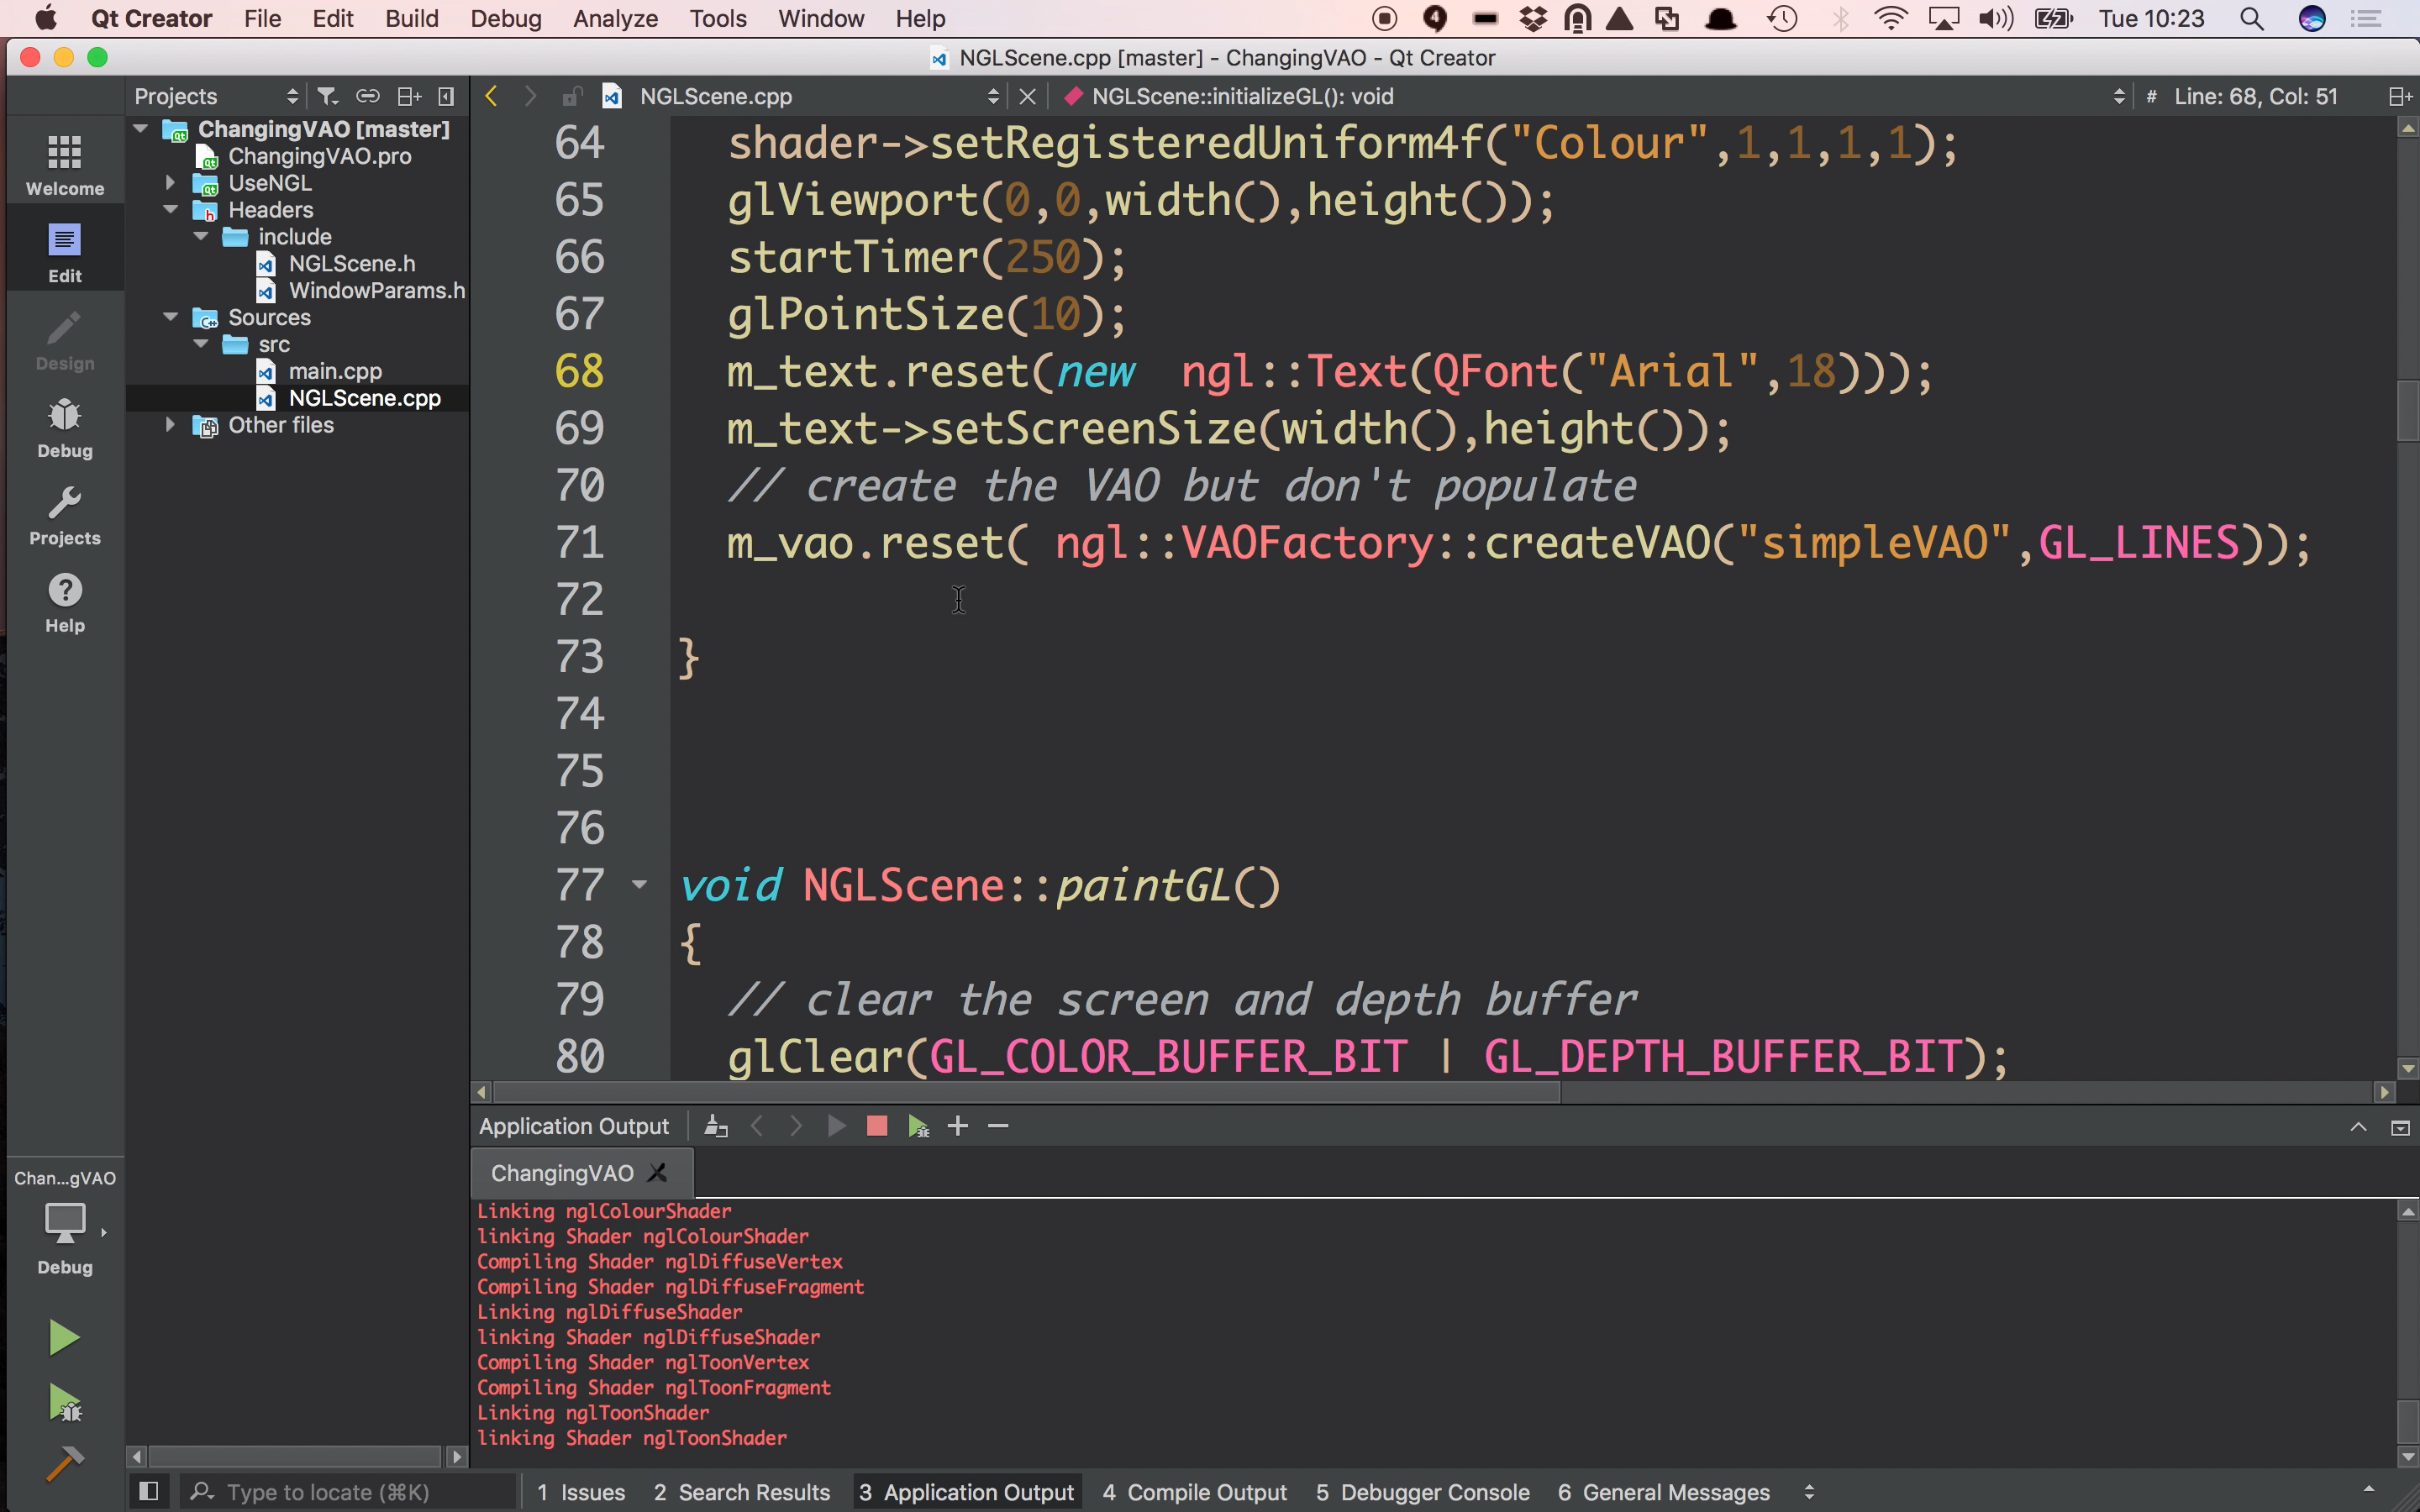 Qt Creator File Edit Build Debug Analyze Tools Window Help 4 Tue 10:23
NGLScene.cpp [master] - ChangingVAO - Qt Creator
Projects NGLScene.cpp NGLScene::initializeGL(): void # Line: 68, Col: 51
Welcome
Edit
Design
Debug
Projects
Help
ChangingVAO [master]
ChangingVAO.pro
UseNGL
Headers
include
NGLScene.h
WindowParams.h
Sources
src
main.cpp
NGLScene.cpp
Other files
64 shader->setRegisteredUniform4f("Colour",1,1,1,1);
65 glViewport(0,0,width(),height());
66 startTimer(250);
67 glPointSize(10);
68 m_text.reset(new  ngl::Text(QFont("Arial",18)));
69 m_text->setScreenSize(width(),height());
70 // create the VAO but don't populate
71 m_vao.reset( ngl::VAOFactory::createVAO("simpleVAO",GL_LINES));
72
73 }
74
75
76
77 void NGLScene::paintGL()
78 {
79 // clear the screen and depth buffer
80 glClear(GL_COLOR_BUFFER_BIT | GL_DEPTH_BUFFER_BIT);
Application Output
ChangingVAO
Linking nglColourShader
linking Shader nglColourShader
Compiling Shader nglDiffuseVertex
Compiling Shader nglDiffuseFragment
Linking nglDiffuseShader
linking Shader nglDiffuseShader
Compiling Shader nglToonVertex
Compiling Shader nglToonFragment
Linking nglToonShader
linking Shader nglToonShader
Chan...gVAO
Debug
Type to locate (⌘K) 1 Issues 2 Search Results 3 Application Output 4 Compile Output 5 Debugger Console 6 General Messages